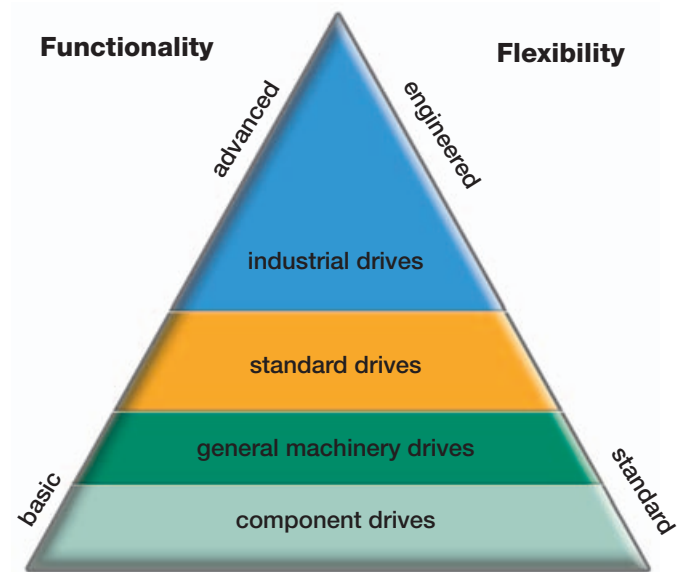 Functionality
Flexibility
advanced
engineered
industrial drives
standard drives
general machinery drives
basic
standard
component drives